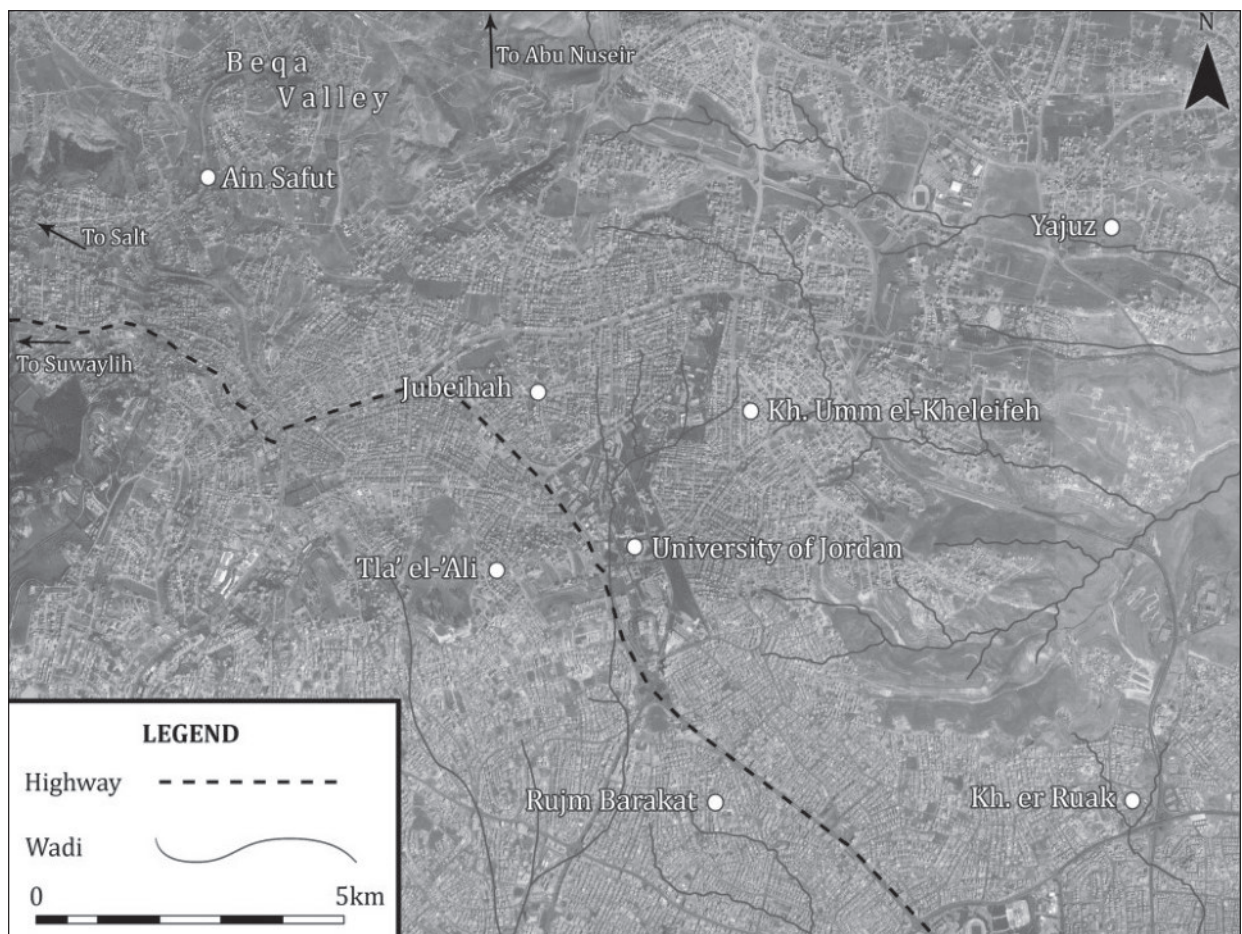 N
To Abu Nuseir
Beqa
Valley
Ain Safut
Yajuz
To Salt
To Suwaylih
Jubeihah
Kh. Umm el-Kheleifeh
University of Jordan
Tla' el-'Ali
Rujm Barakat
Kh. er Ruak
LEGEND
Highway
Wadi
0 5km